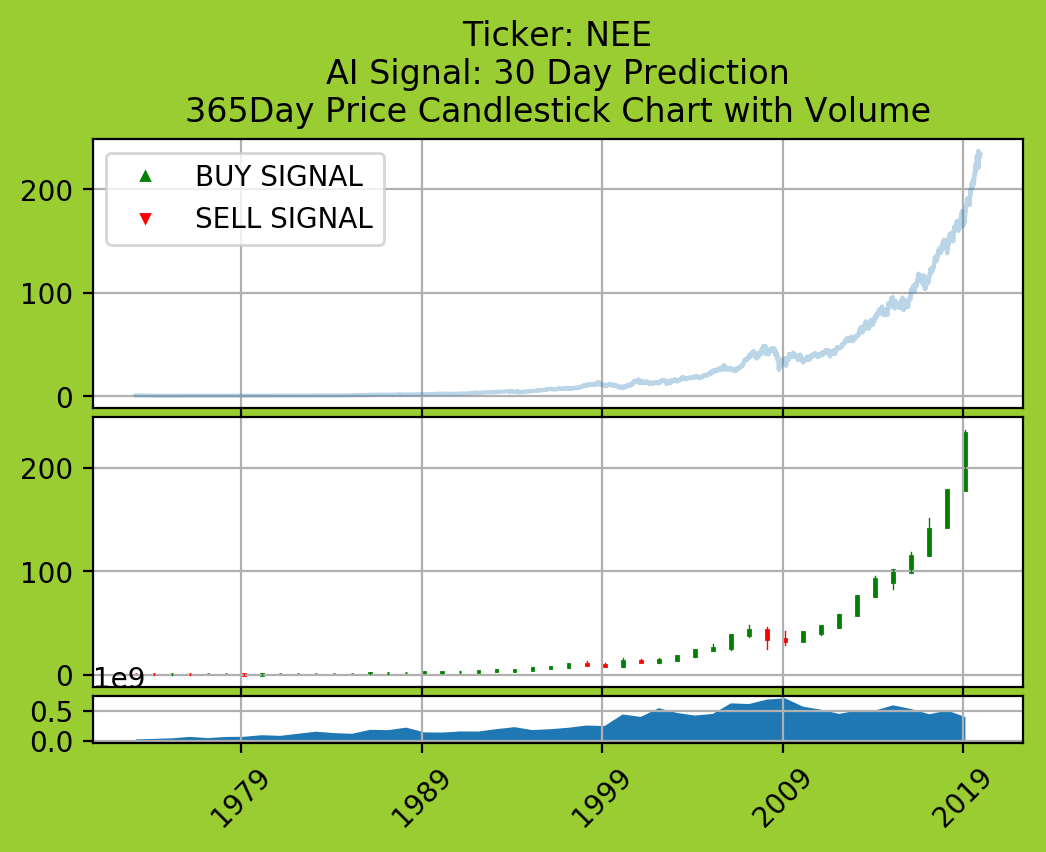 Ticker: NEE
AI Signal: 30 Day Prediction
365Day Price Candlestick Chart with Volume
BUY SIGNAL
SELL SIGNAL
200
100
0
200
100
0
1e9
0.5
0.0
1979
1989
1999
2009
2019